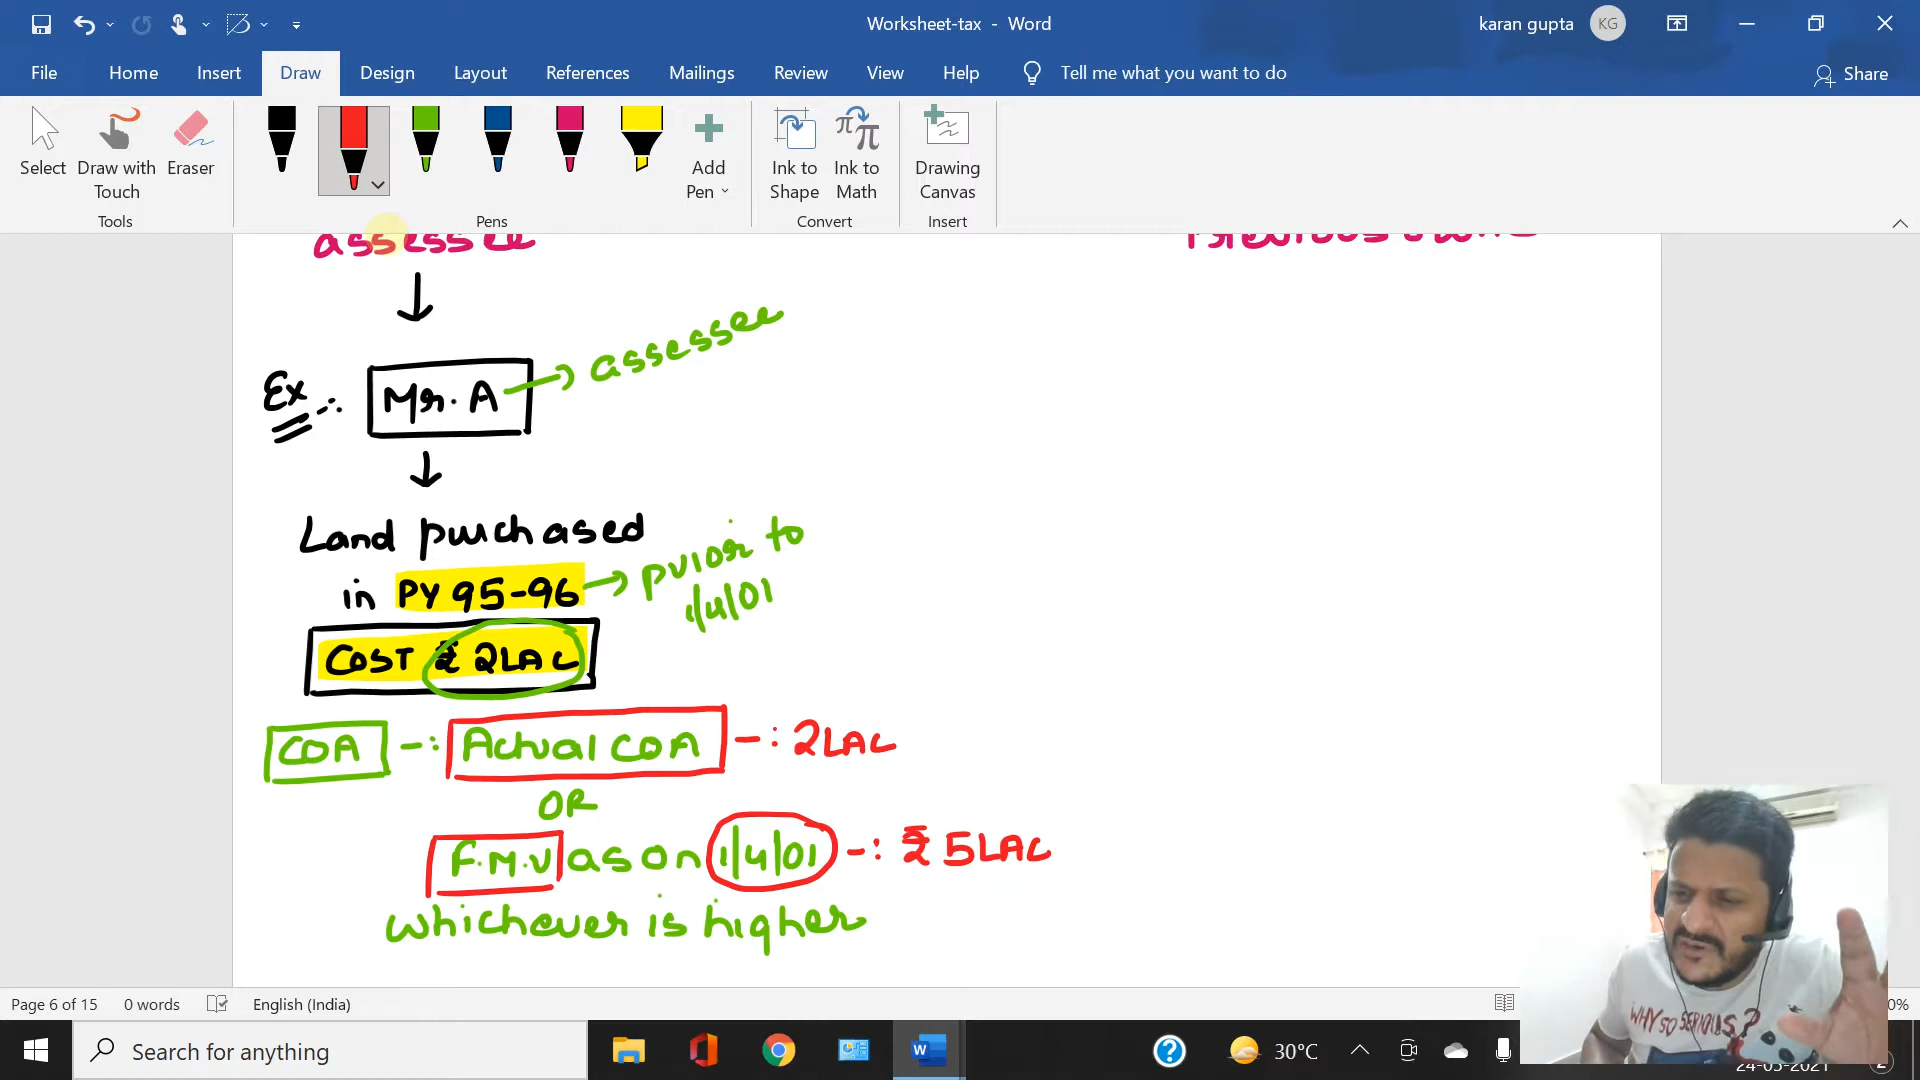 Worksheet-tax - Word
karan gupta KG
File Home Insert Draw Design Layout References Mailings Review View Help Tell me what you want to do Share
Select Draw with Touch Eraser Add Pen Ink to Shape Ink to Math Drawing Canvas
Tools Pens Convert Insert
assessee
Ex -: Mr. A → assessee
Land purchased
in PY 95-96 → prior to
1/4/01
COST ₹ 2LAC
COA -: Actual COA -: 2LAC
OR
F.M.V as on 1/4/01 -: ₹ 5LAC
whichever is higher
WHY SO SERIOUS?
Page 6 of 15 0 words English (India)
Search for anything
30°C